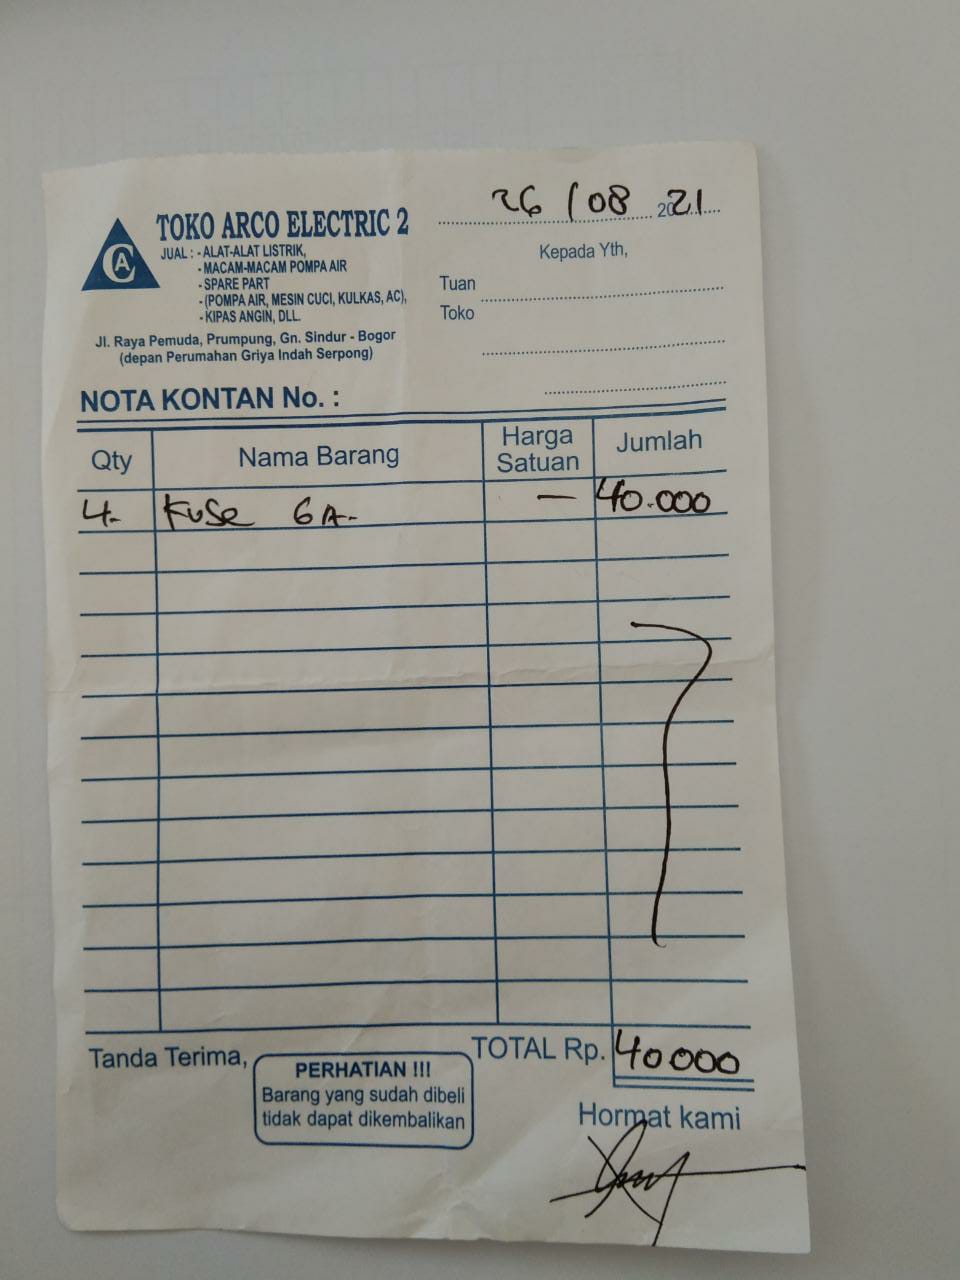 26 / 08 2021
CA
TOKO ARCO ELECTRIC 2
JUAL : - ALAT-ALAT LISTRIK,
- MACAM-MACAM POMPA AIR
- SPARE PART
- (POMPA AIR, MESIN CUCI, KULKAS, AC),
- KIPAS ANGIN, DLL.
Jl. Raya Pemuda, Prumpung, Gn. Sindur - Bogor
(depan Perumahan Griya Indah Serpong)
Kepada Yth,
Tuan
Toko
NOTA KONTAN No. :
Qty Nama Barang Harga Satuan Jumlah
4. Kuse 6A. — 40.000
TOTAL Rp. 40000
Tanda Terima,
PERHATIAN !!!
Barang yang sudah dibeli
tidak dapat dikembalikan
Hormat kami